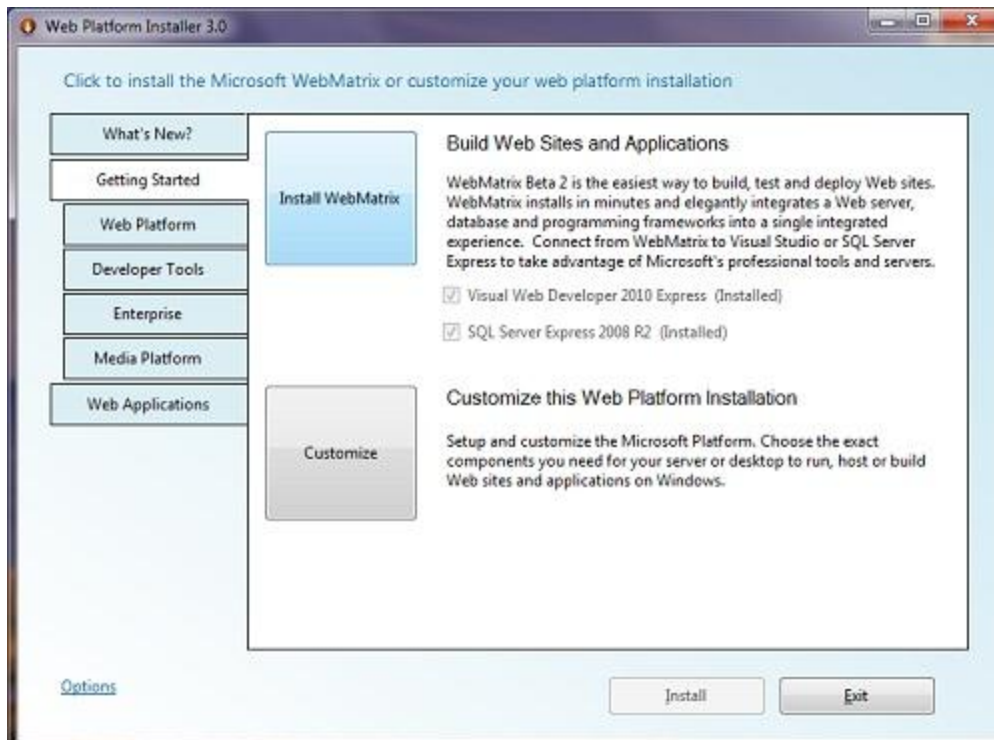 Web Platform Installer 3.0
Click to install the Microsoft WebMatrix or customize your web platform installation
What's New?
Getting Started
Web Platform
Developer Tools
Enterprise
Media Platform
Web Applications
Install WebMatrix
Build Web Sites and Applications
WebMatrix Beta 2 is the easiest way to build, test and deploy Web sites.
WebMatrix installs in minutes and elegantly integrates a Web server,
database and programming frameworks into a single integrated
experience. Connect from WebMatrix to Visual Studio or SQL Server
Express to take advantage of Microsoft's professional tools and servers.
Visual Web Developer 2010 Express (Installed)
SQL Server Express 2008 R2 (Installed)
Customize
Customize this Web Platform Installation
Setup and customize the Microsoft Platform. Choose the exact
components you need for your server or desktop to run, host or build
Web sites and applications on Windows.
Options
Install
Exit